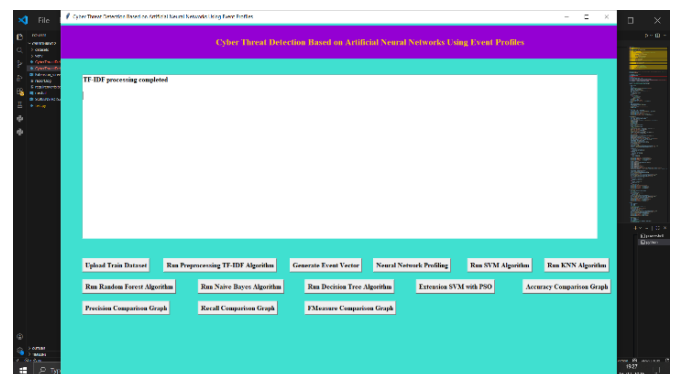 File
Cyber Threat Detection Based on Artificial Neural Networks Using Event Profiles
Cyber Threat Detection Based on Artificial Neural Networks Using Event Profiles
TF-IDF processing completed
Upload Train Dataset
Run Preprocessing TF-IDF Algorithm
Generate Event Vector
Neural Network Profiling
Run SVM Algorithm
Run KNN Algorithm
Run Random Forest Algorithm
Run Naive Bayes Algorithm
Run Decision Tree Algorithm
Extension SVM with PSO
Accuracy Comparison Graph
Precision Comparison Graph
Recall Comparison Graph
FMeasure Comparison Graph
19:27